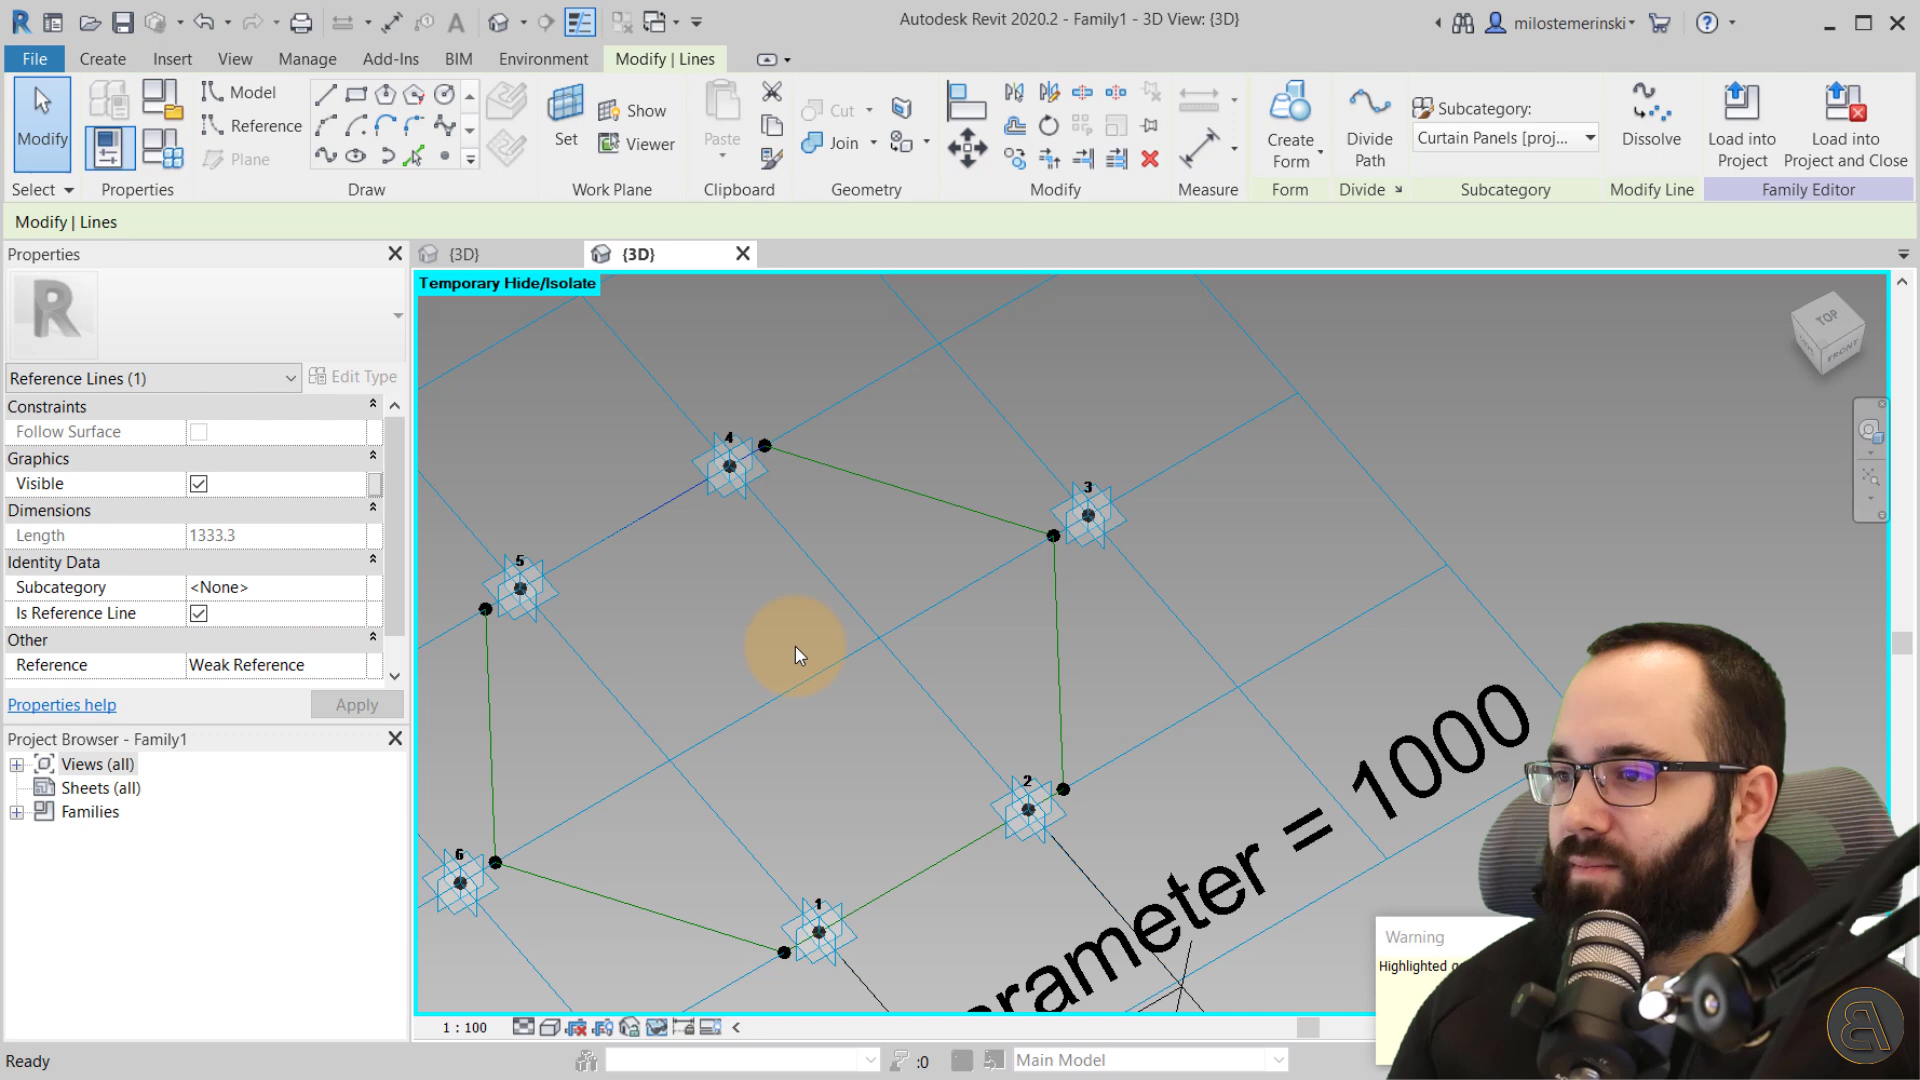 Autodesk Revit 2020.2 - Family1 - 3D View: {3D}
milostemerinski
File Create Insert View Manage Add-Ins BIM Environment Modify | Lines
Modify
Model
Reference
Plane
Set
Show
Viewer
Paste
Cut
Join
Create Form
Divide Path
Subcategory:
Curtain Panels [proj...
Dissolve
Load into Project
Load into Project and Close
Select Properties Draw Work Plane Clipboard Geometry Modify Measure Form Divide Subcategory Modify Line Family Editor
Modify | Lines
Properties
{3D}
{3D}
Temporary Hide/Isolate
TOP
FRONT
R
Reference Lines (1)
Edit Type
Constraints
Follow Surface
Graphics
Visible
Dimensions
Length 1333.3
Identity Data
Subcategory <None>
Is Reference Line
Other
Reference Weak Reference
Properties help
Apply
Project Browser - Family1
Views (all)
Sheets (all)
Families
4
3
5
2
6
1
arameter = 1000
Warning
Highlighted
1 : 100
Ready
:0
Main Model